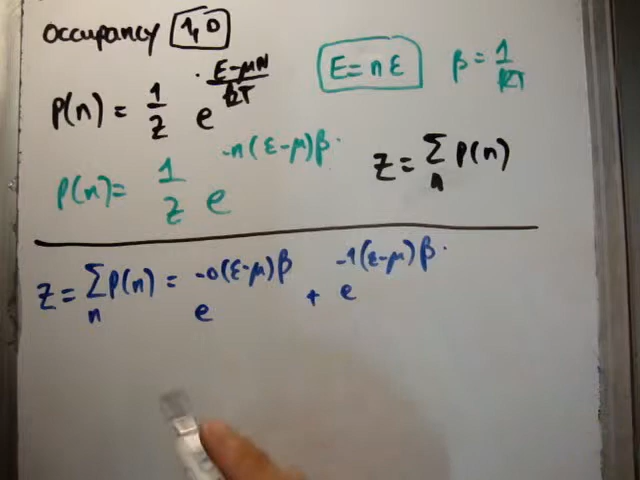 occupancy 1,0
P(n) = 1/Z e^-(E-μN)/kT
E = nε
β = 1/kT
P(n) = 1/Z e^-n(ε-μ)β
Z = Σ_n P(n)
Z = Σ_n P(n) = e^-0(ε-μ)β + e^-1(ε-μ)β